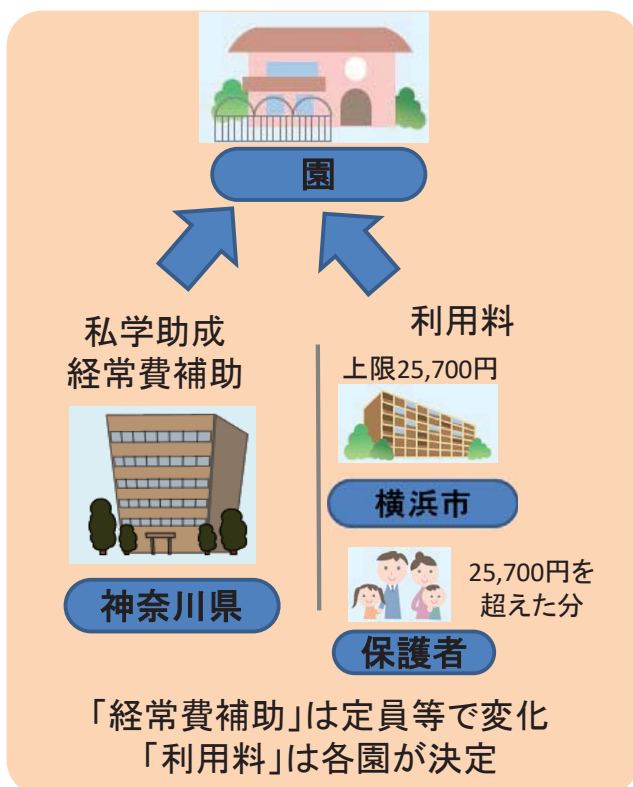 園
私学助成
経常費補助
神奈川県
利用料
上限25,700円
横浜市
25,700円を
超えた分
保護者
「経常費補助」は定員等で変化
「利用料」は各園が決定